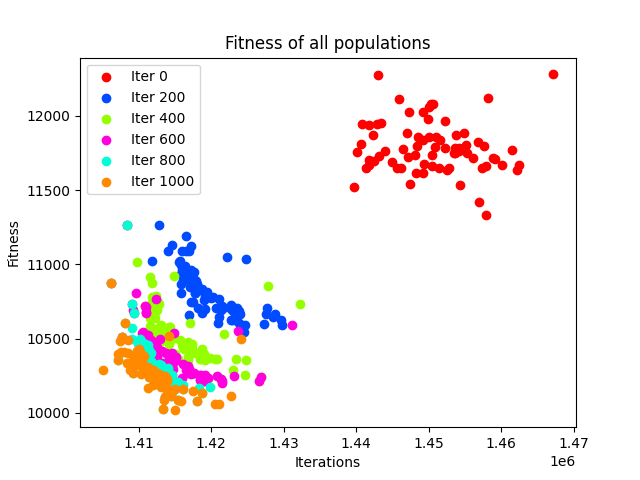 Fitness of all populations
Iter 0
Iter 200
Iter 400
Iter 600
Iter 800
Iter 1000
12000
11500
11000
10500
10000
Fitness
1.41 1.42 1.43 1.44 1.45 1.46 1.47
Iterations
1e6